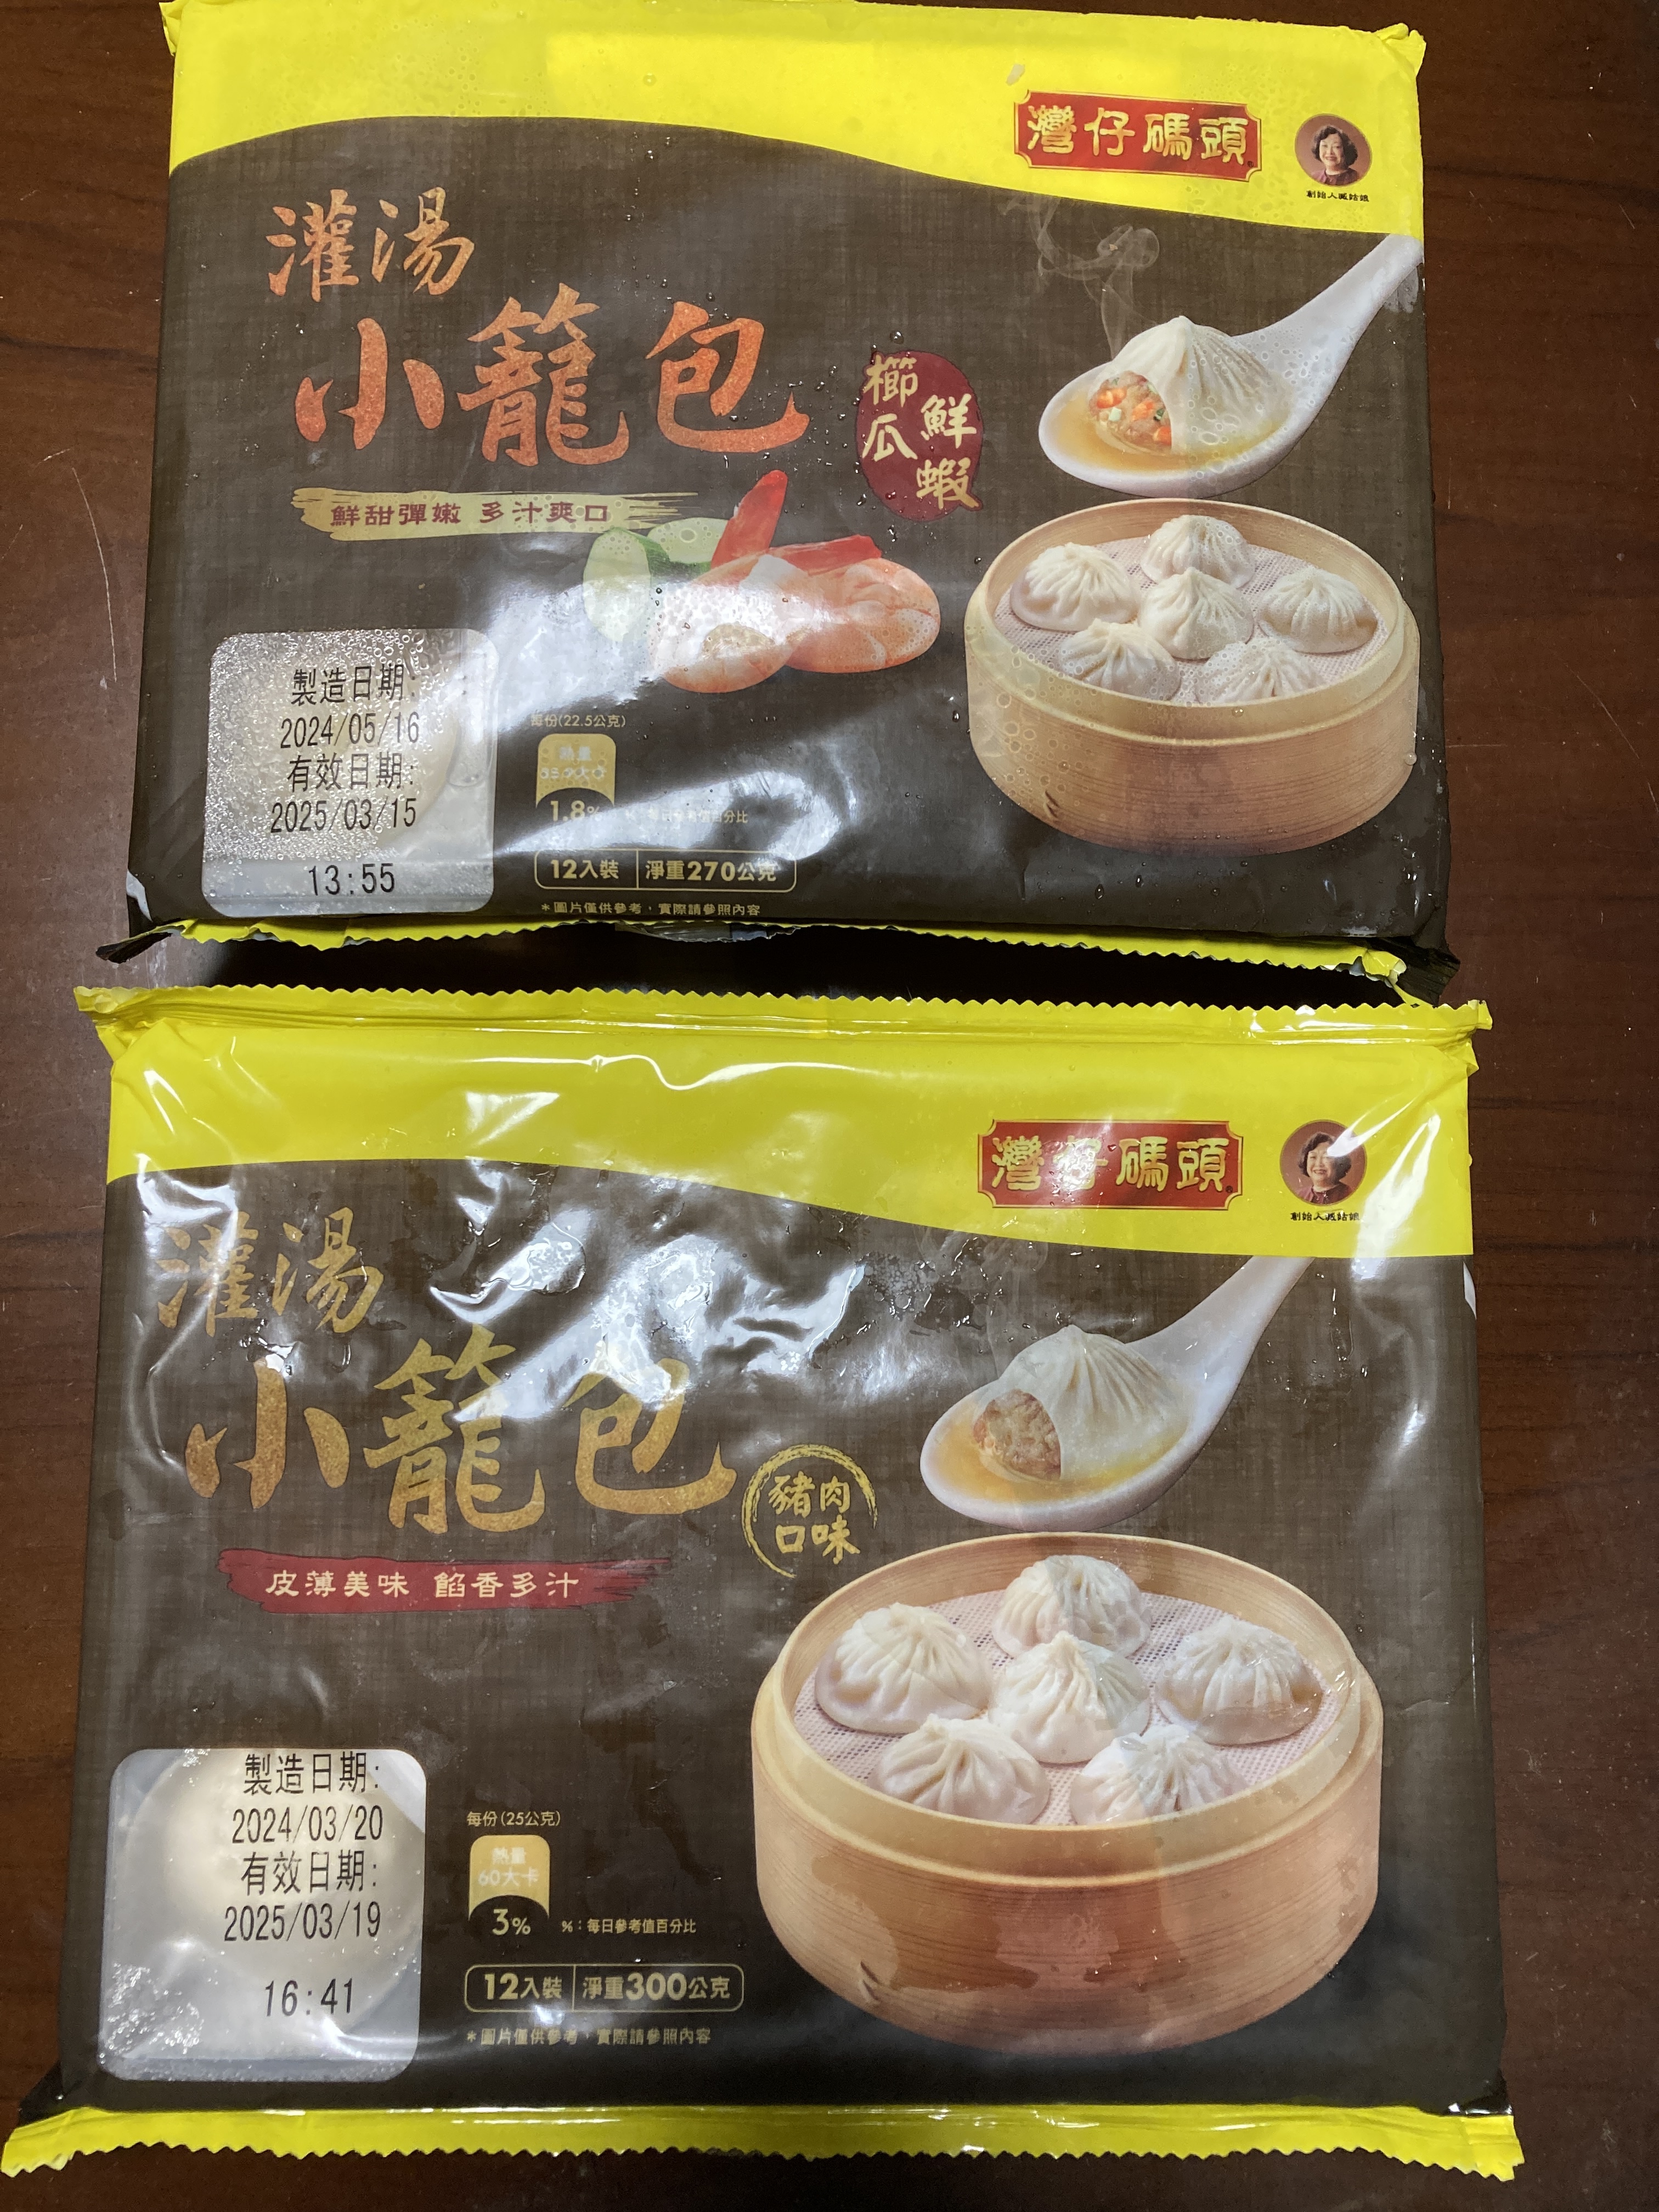 灣仔碼頭
創始人臧姑娘
灌湯
小籠包
櫛瓜
鮮蝦
鮮甜彈嫩 多汁爽口
製造日期:
2024/05/16
有效日期:
2025/03/15
13:55
每份(22.5公克)
熱量
1.8%
%：每日參考值百分比
12入裝 淨重270公克
*圖片僅供參考，實際請參照內容
灣仔碼頭
創始人臧姑娘
灌湯
小籠包
豬肉
口味
皮薄美味 餡香多汁
製造日期:
2024/03/20
有效日期:
2025/03/19
16:41
每份(25公克)
熱量
60大卡
3%
%：每日參考值百分比
12入裝 淨重300公克
*圖片僅供參考，實際請參照內容